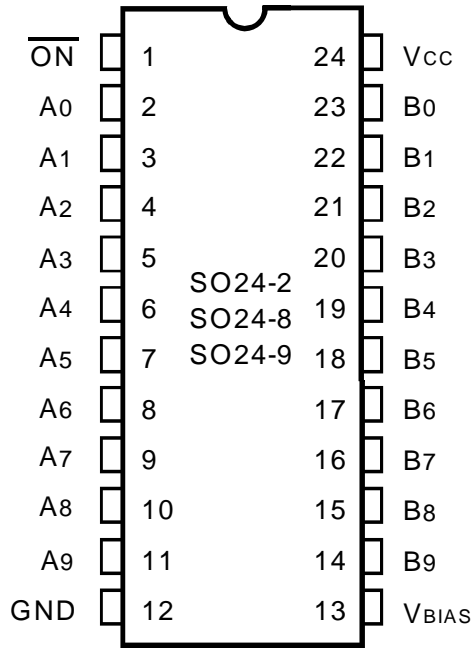 ON 1 24 VCC
A0 2 23 B0
A1 3 22 B1
A2 4 21 B2
A3 5 20 B3
SO24-2
A4 6 19 B4
SO24-8
A5 7 18 B5
SO24-9
A6 8 17 B6
A7 9 16 B7
A8 10 15 B8
A9 11 14 B9
GND 12 13 VBIAS